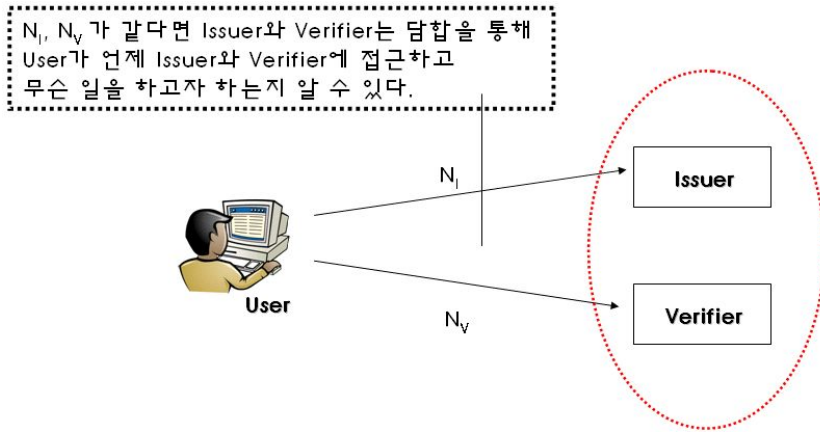 N_I, N_V 가 같다면 Issuer와 Verifier는 담합을 통해
User가 언제 Issuer와 Verifier에 접근하고
무슨 일을 하고자 하는지 알 수 있다.
N_I
Issuer
User
Verifier
N_V